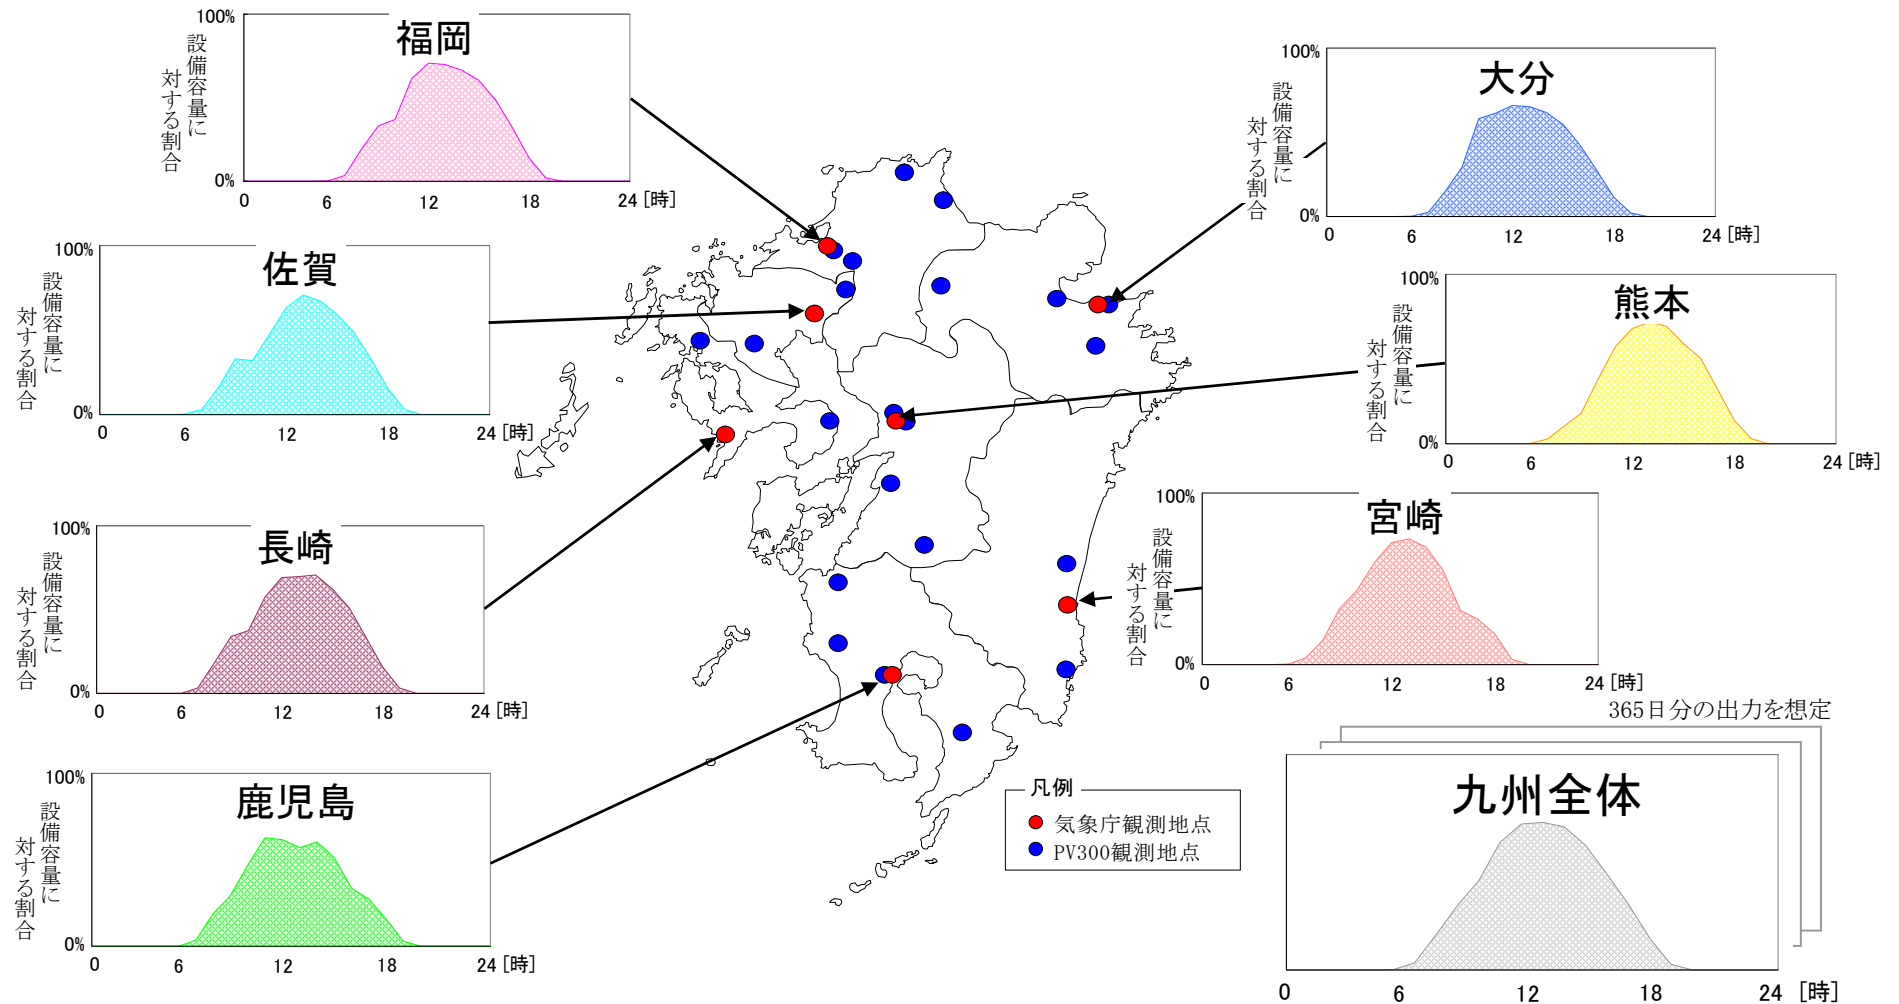 100%
福岡
設備容量に
対する割合
0%
0 6 12 18 24 [時]
100%
佐賀
設備容量に
対する割合
0%
0 6 12 18 24 [時]
100%
長崎
設備容量に
対する割合
0%
0 6 12 18 24 [時]
100%
鹿児島
設備容量に
対する割合
0%
0 6 12 18 24 [時]
100%
大分
設備容量に
対する割合
0%
0 6 12 18 24 [時]
100%
熊本
設備容量に
対する割合
0%
0 6 12 18 24 [時]
100%
宮崎
設備容量に
対する割合
0%
0 6 12 18 24 [時]
365日分の出力を想定
九州全体
0 6 12 18 24 [時]
凡例
気象庁観測地点
PV300観測地点